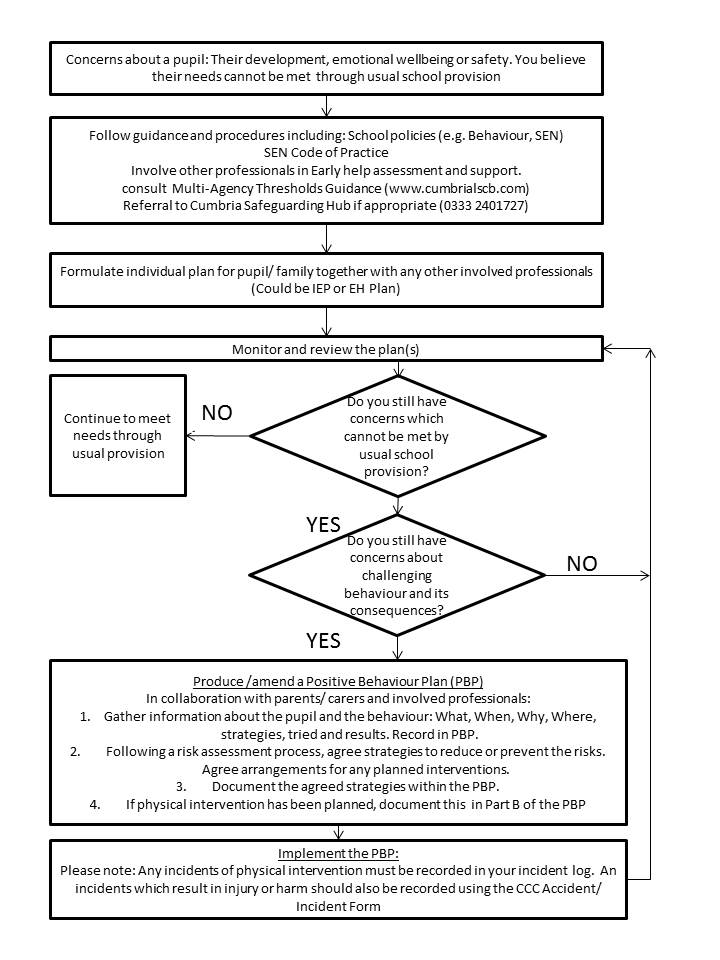 Concerns about a pupil: Their development, emotional wellbeing or safety. You believe
their needs cannot be met through usual school provision
Follow guidance and procedures including: School policies (e.g. Behaviour, SEN)
SEN Code of Practice
Involve other professionals in Early help assessment and support.
consult Multi-Agency Thresholds Guidance (www.cumbrialscb.com)
Referral to Cumbria Safeguarding Hub if appropriate (0333 2401727)
Formulate individual plan for pupil/ family together with any other involved professionals
(Could be IEP or EH Plan)
Monitor and review the plan(s)
Do you still have
concerns which
cannot be met by
usual school
provision?
NO
Continue to meet
needs through
usual provision
YES
Do you still have
concerns about
challenging
behaviour and its
consequences?
NO
YES
Produce /amend a Positive Behaviour Plan (PBP)
In collaboration with parents/ carers and involved professionals:
1. Gather information about the pupil and the behaviour: What, When, Why, Where,
strategies, tried and results. Record in PBP.
2. Following a risk assessment process, agree strategies to reduce or prevent the risks.
Agree arrangements for any planned interventions.
3. Document the agreed strategies within the PBP.
4. If physical intervention has been planned, document this in Part B of the PBP
Implement the PBP:
Please note: Any incidents of physical intervention must be recorded in your incident log. An
incidents which result in injury or harm should also be recorded using the CCC Accident/
Incident Form